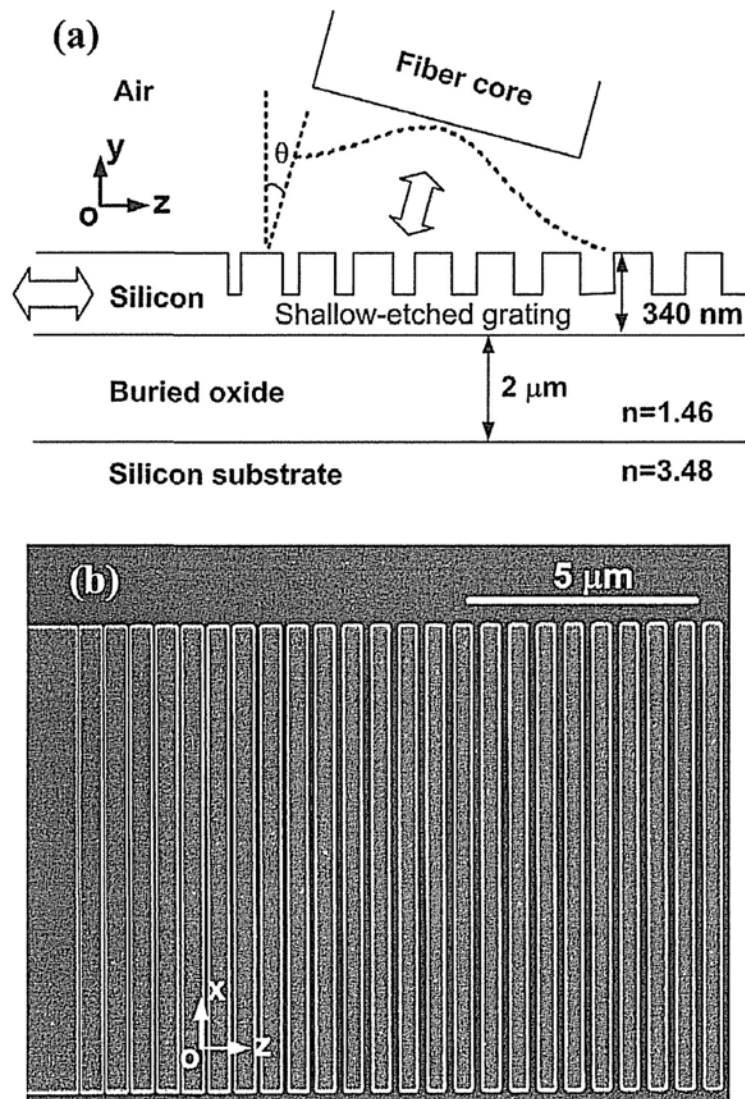 (a)
Air
Fiber core
y
θ
o
z
Silicon
Shallow-etched grating
340 nm
Buried oxide
2 μm
n=1.46
Silicon substrate
n=3.48
(b)
5 μm
x
o
z